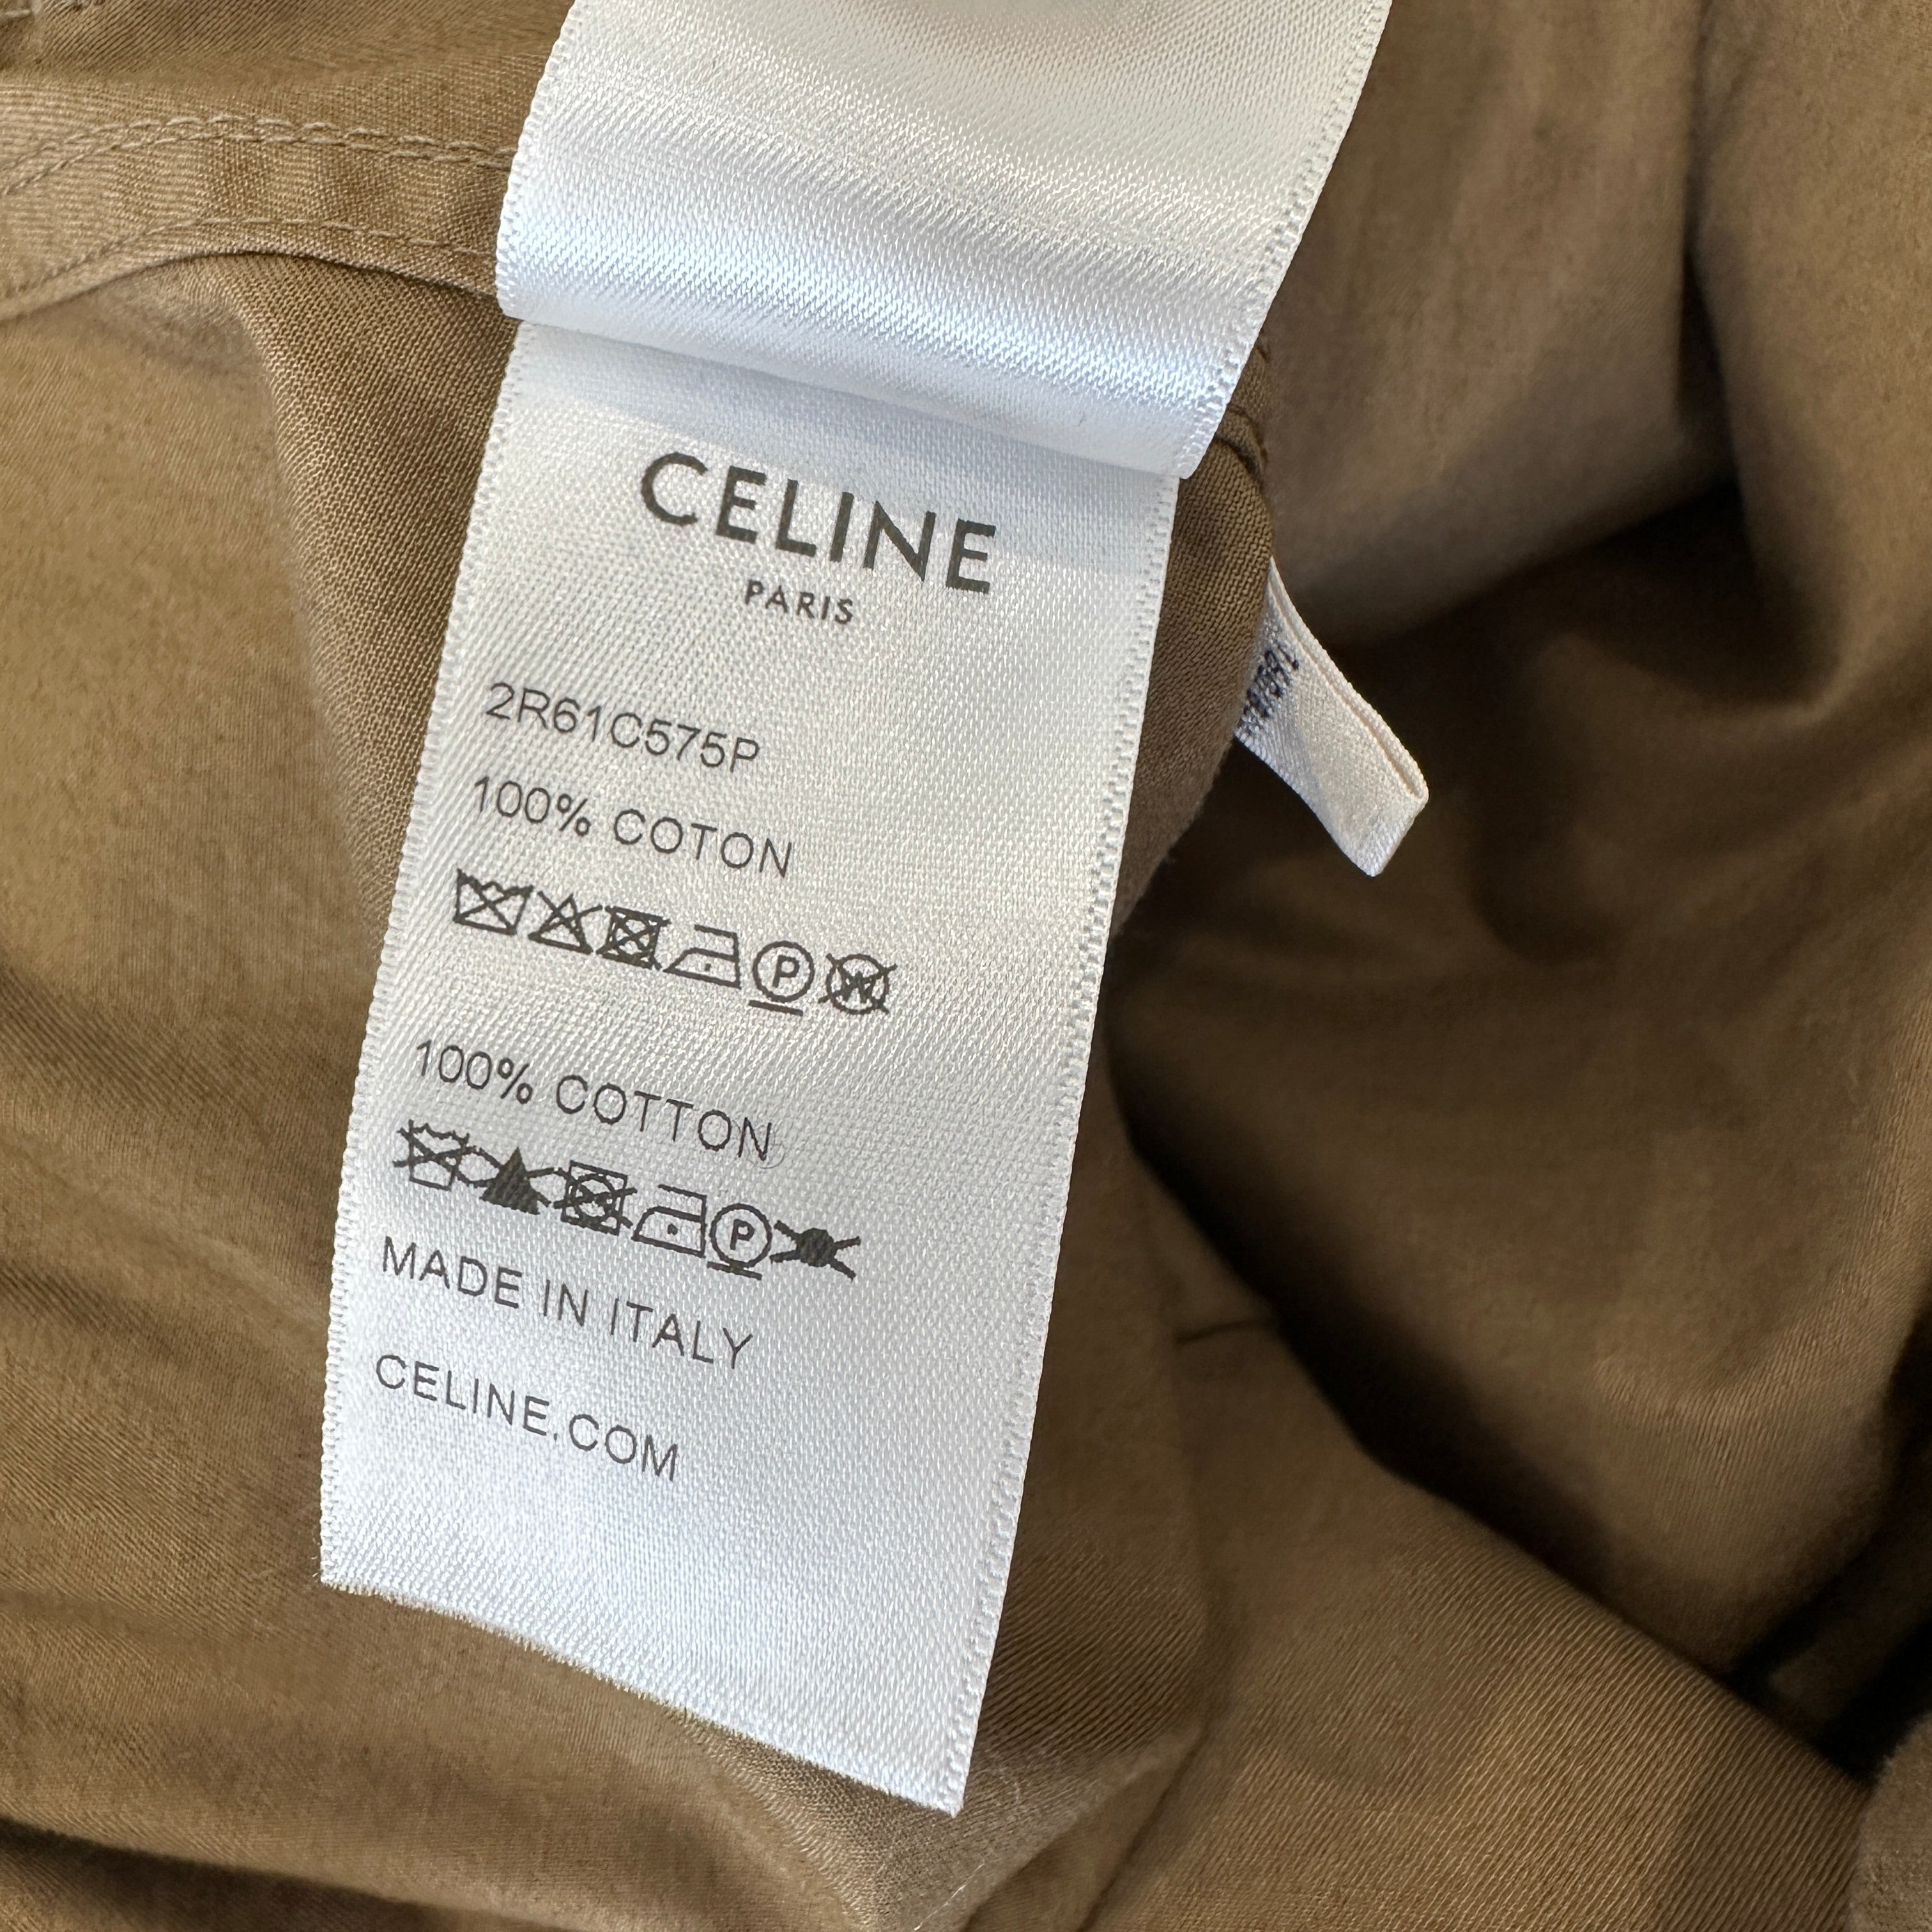 CELINE
PARIS
2R61C575P
100% COTON
P W
100% COTTON
P
MADE IN ITALY
CELINE.COM